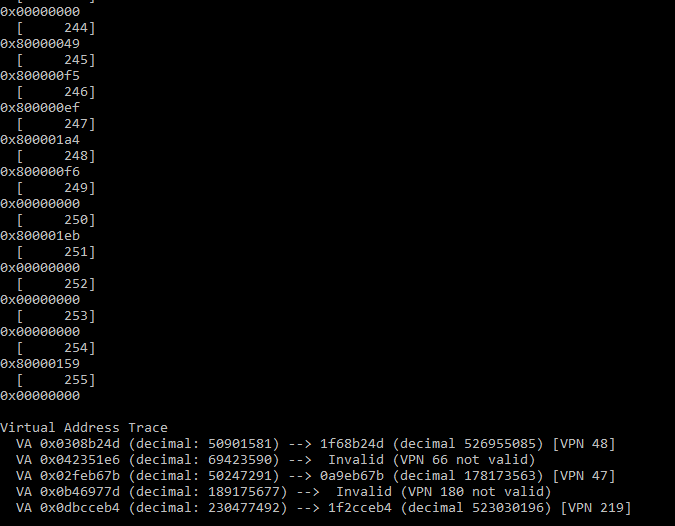 0x00000000
[      244]
0x80000049
[      245]
0x800000f5
[      246]
0x800000ef
[      247]
0x800001a4
[      248]
0x800000f6
[      249]
0x00000000
[      250]
0x800001eb
[      251]
0x00000000
[      252]
0x00000000
[      253]
0x00000000
[      254]
0x80000159
[      255]
0x00000000
Virtual Address Trace
VA 0x0308b24d (decimal: 50901581) --> 1f68b24d (decimal 526955085) [VPN 48]
VA 0x042351e6 (decimal: 69423590) -->  Invalid (VPN 66 not valid)
VA 0x02feb67b (decimal: 50247291) --> 0a9eb67b (decimal 178173563) [VPN 47]
VA 0x0b46977d (decimal: 189175677) -->  Invalid (VPN 180 not valid)
VA 0x0dbcceb4 (decimal: 230477492) --> 1f2cceb4 (decimal 523030196) [VPN 219]